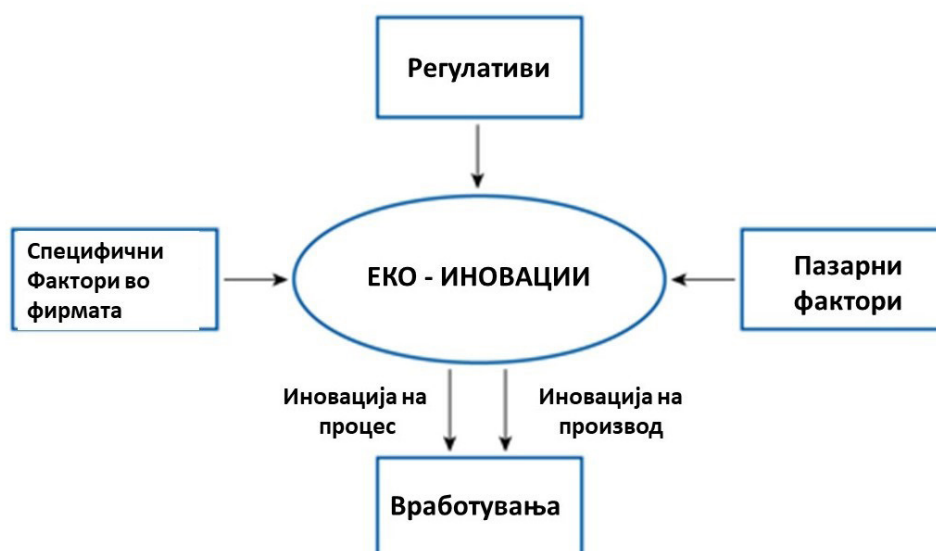 Регулативи
Специфични
Фактори во
фирмата
ЕКО - ИНОВАЦИИ
Пазарни
фактори
Иновација на
процес
Иновација на
производ
Вработувања